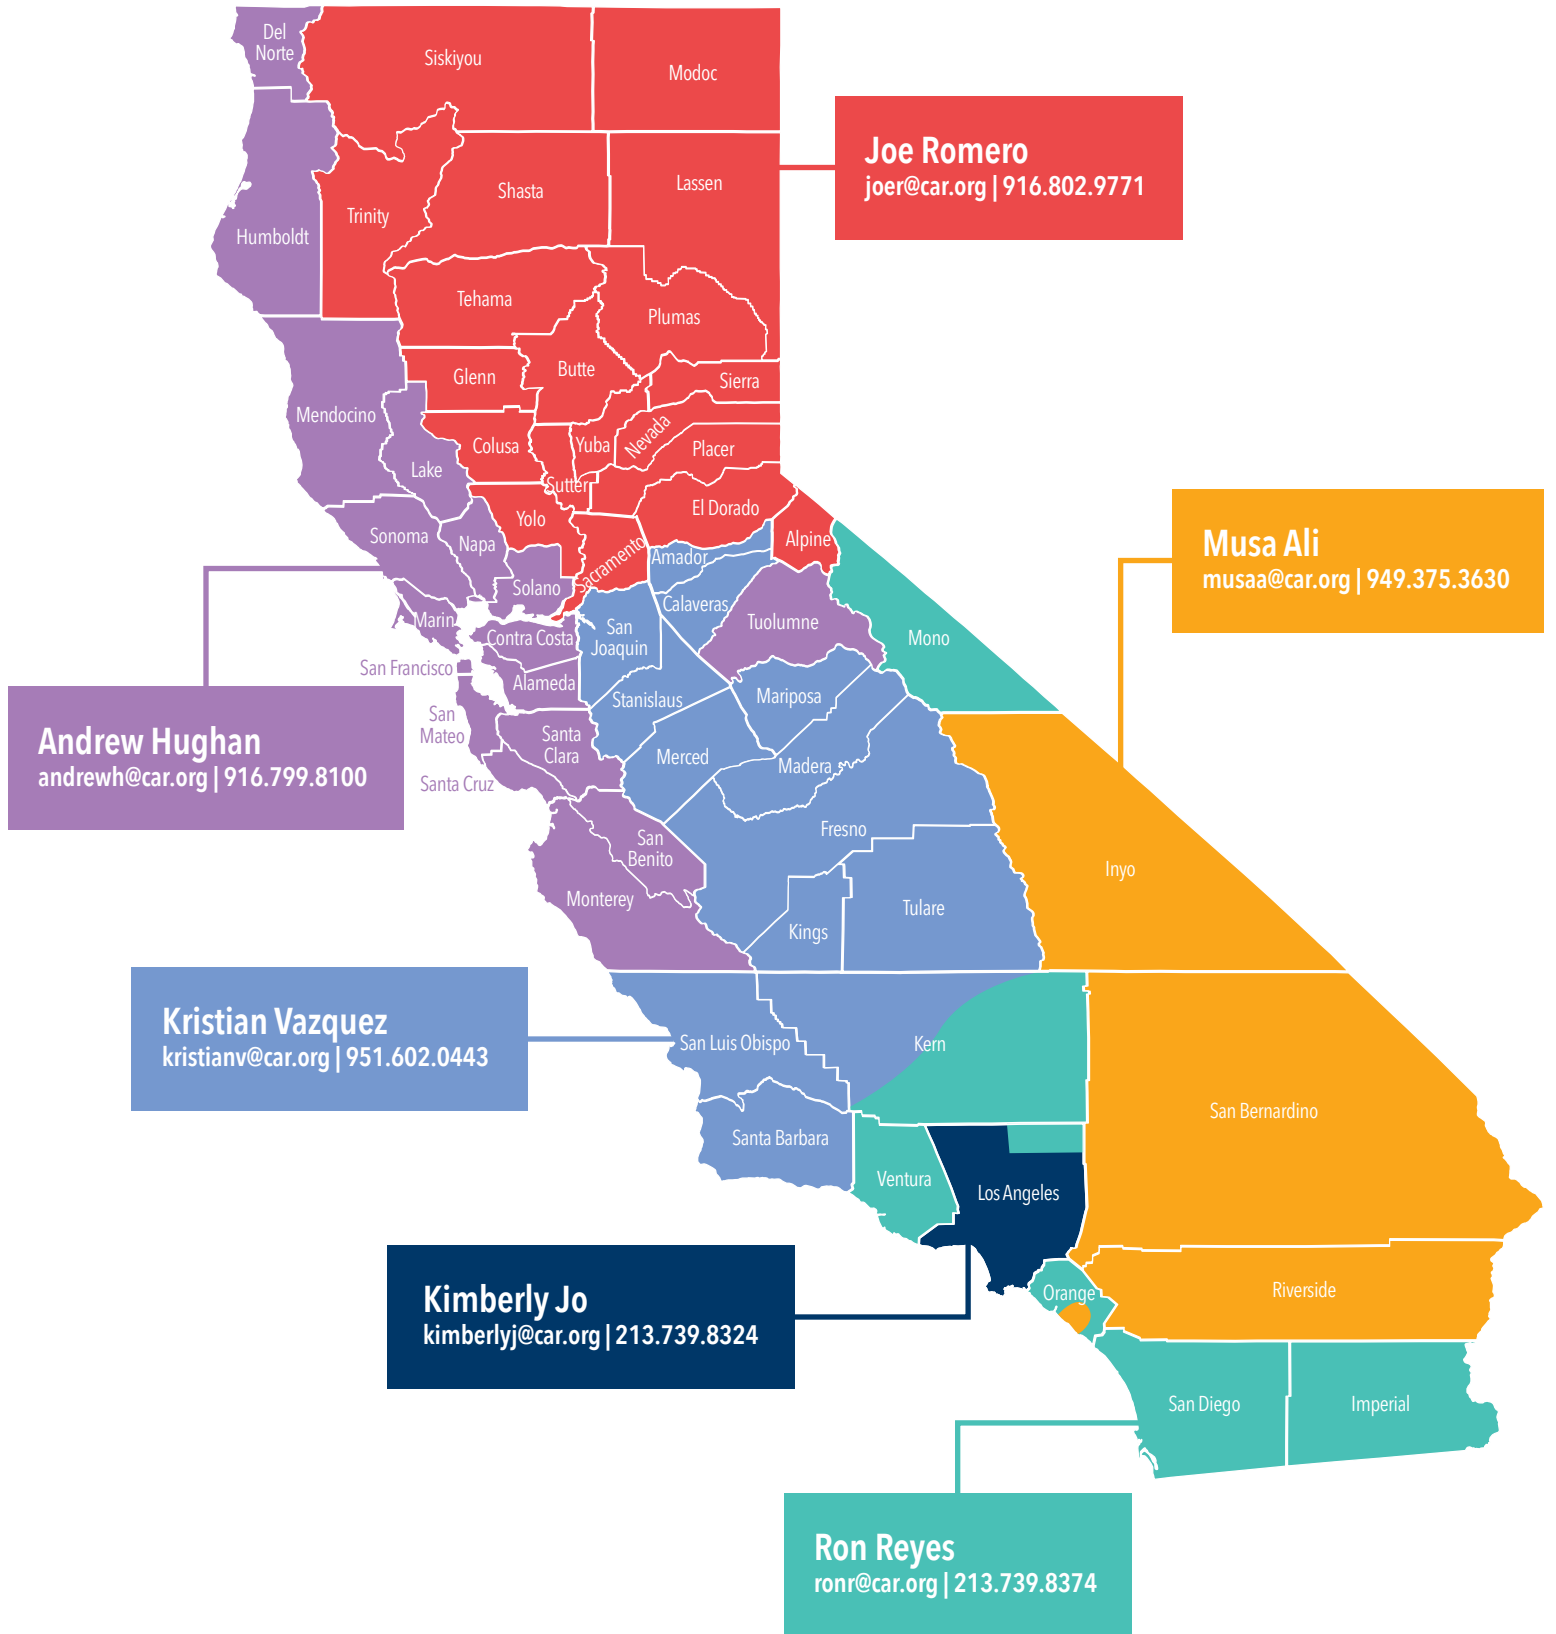 Del
Norte
Siskiyou
Modoc
Joe Romero
joer@car.org | 916.802.9771
Shasta
Lassen
Trinity
Humboldt
Tehama
Plumas
Glenn
Butte
Sierra
Mendocino
Colusa
Yuba
Nevada
Placer
Lake
Sutter
El Dorado
Yolo
Sonoma
Napa
Sacramento
Alpine
Amador
Musa Ali
musaa@car.org | 949.375.3630
Solano
Calaveras
Marin
Tuolumne
San
Joaquin
Contra Costa
Mono
San Francisco
Alameda
Stanislaus
Mariposa
San
Mateo
Santa
Clara
Merced
Madera
Andrew Hughan
andrewh@car.org | 916.799.8100
Santa Cruz
Fresno
San
Benito
Inyo
Monterey
Kings
Tulare
Kristian Vazquez
kristianv@car.org | 951.602.0443
San Luis Obispo
Kern
San Bernardino
Santa Barbara
Ventura
Los Angeles
Kimberly Jo
kimberlyj@car.org | 213.739.8324
Orange
Riverside
San Diego
Imperial
Ron Reyes
ronr@car.org | 213.739.8374